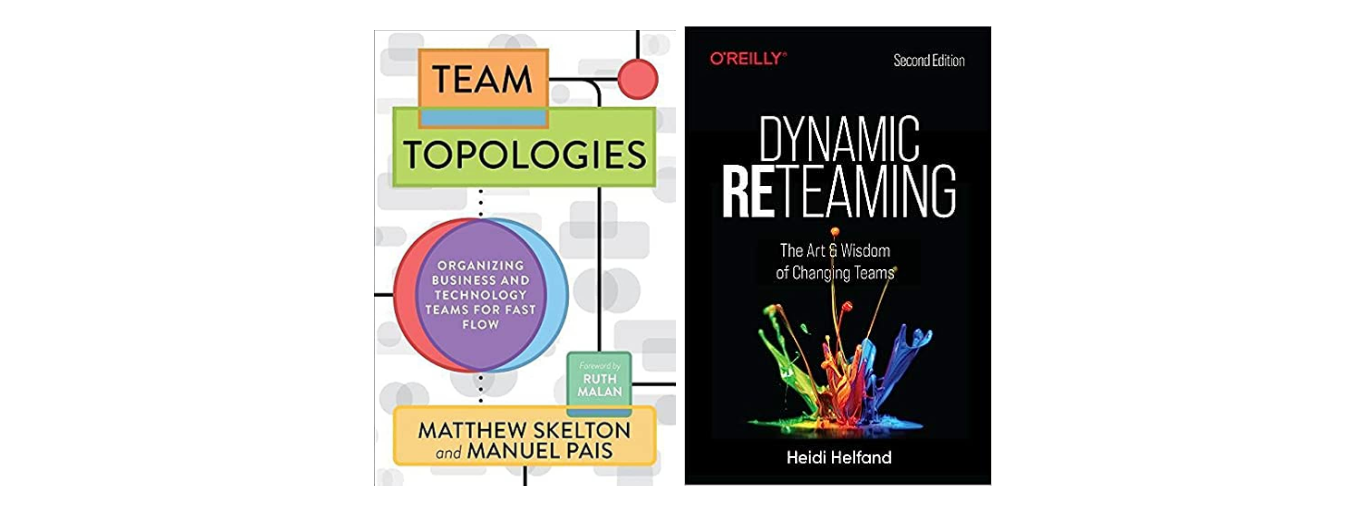 TEAM
TOPOLOGIES
ORGANIZING
BUSINESS AND
TECHNOLOGY
TEAMS FOR FAST
FLOW
Foreword by
RUTH
MALAN
MATTHEW SKELTON
and MANUEL PAIS
O'REILLY®
Second Edition
DYNAMIC
RETEAMING
The Art & Wisdom
of Changing Teams
Heidi Helfand